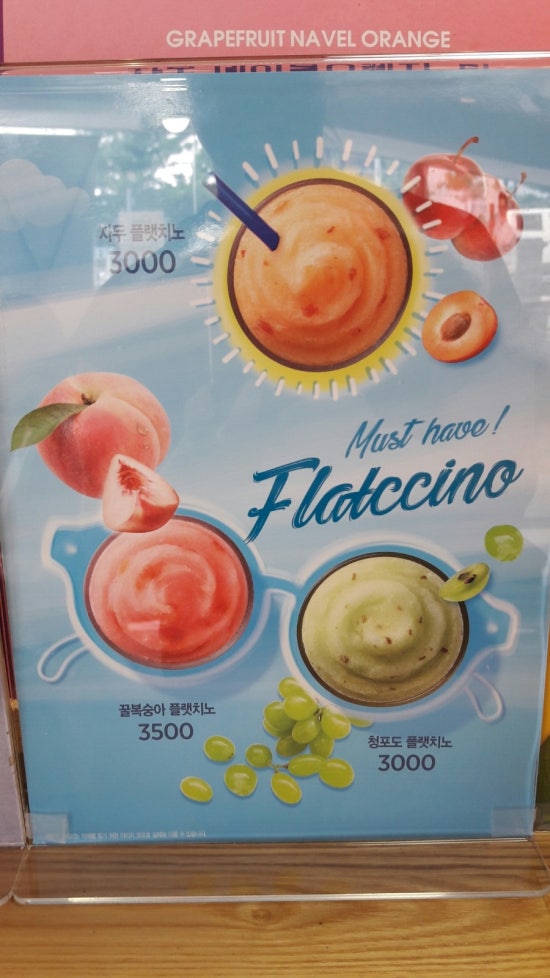 GRAPEFRUIT NAVEL ORANGE
자두 플랫치노
3000
Must have!
Flatccino
꿀복숭아 플랫치노
3500
청포도 플랫치노
3000